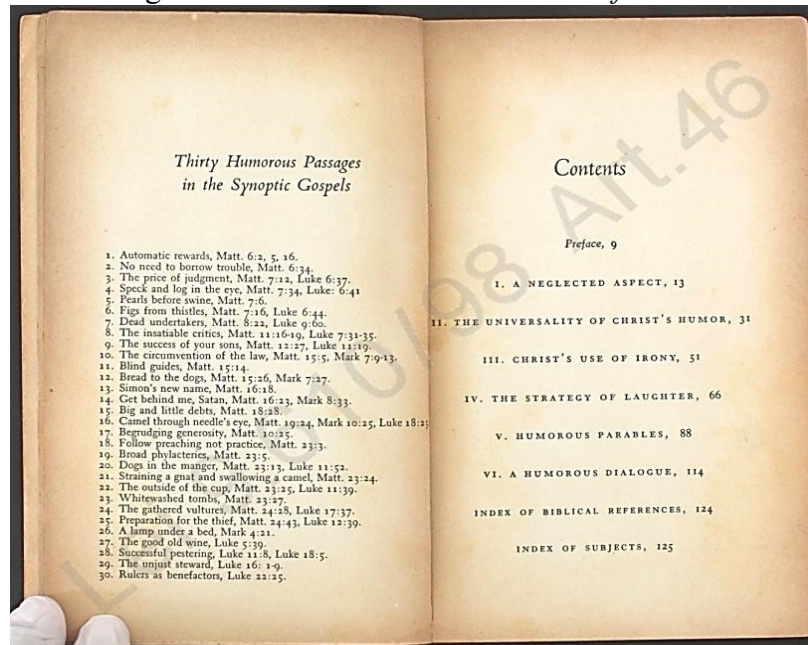 Thirty Humorous Passages
in the Synoptic Gospels
1. Automatic rewards, Matt. 6:2, 5, 16.
2. No need to borrow trouble, Matt. 6:34.
3. The price of judgment, Matt. 7:12, Luke 6:37.
4. Speck and log in the eye, Matt. 7:34, Luke: 6:41
5. Pearls before swine, Matt. 7:6.
6. Figs from thistles, Matt. 7:16, Luke 6:44.
7. Dead undertakers, Matt. 8:22, Luke 9:60.
8. The insatiable critics, Matt. 11:16-19, Luke 7:31-35.
9. The success of your sons, Matt. 12:27, Luke 11:19.
10. The circumvention of the law, Matt. 15:5, Mark 7:9-13.
11. Blind guides, Matt. 15:14.
12. Bread to the dogs, Matt. 15:26, Mark 7:27.
13. Simon's new name, Matt. 16:18.
14. Get behind me, Satan, Matt. 16:23, Mark 8:33.
15. Big and little debts, Matt. 18:28.
16. Camel through needle's eye, Matt. 19:24, Mark 10:25, Luke 18:25
17. Begrudging generosity, Matt. 10:25.
18. Follow preaching not practice, Matt. 23:3.
19. Broad phylacteries, Matt. 23:5.
20. Dogs in the manger, Matt. 23:13, Luke 11:52.
21. Straining a gnat and swallowing a camel, Matt. 23:24.
22. The outside of the cup, Matt. 23:25, Luke 11:39.
23. Whitewashed tombs, Matt. 23:27.
24. The gathered vultures, Matt. 24:28, Luke 17:37.
25. Preparation for the thief, Matt. 24:43, Luke 12:39.
26. A lamp under a bed, Mark 4:21.
27. The good old wine, Luke 5:39.
28. Successful pestering, Luke 11:8, Luke 18:5.
29. The unjust steward, Luke 16: 1-9.
30. Rulers as benefactors, Luke 22:25.
Contents
Preface, 9
I. A NEGLECTED ASPECT, 13
II. THE UNIVERSALITY OF CHRIST'S HUMOR, 31
III. CHRIST'S USE OF IRONY, 51
IV. THE STRATEGY OF LAUGHTER, 66
V. HUMOROUS PARABLES, 88
VI. A HUMOROUS DIALOGUE, 114
INDEX OF BIBLICAL REFERENCES, 124
INDEX OF SUBJECTS, 125
610/98 Art.46